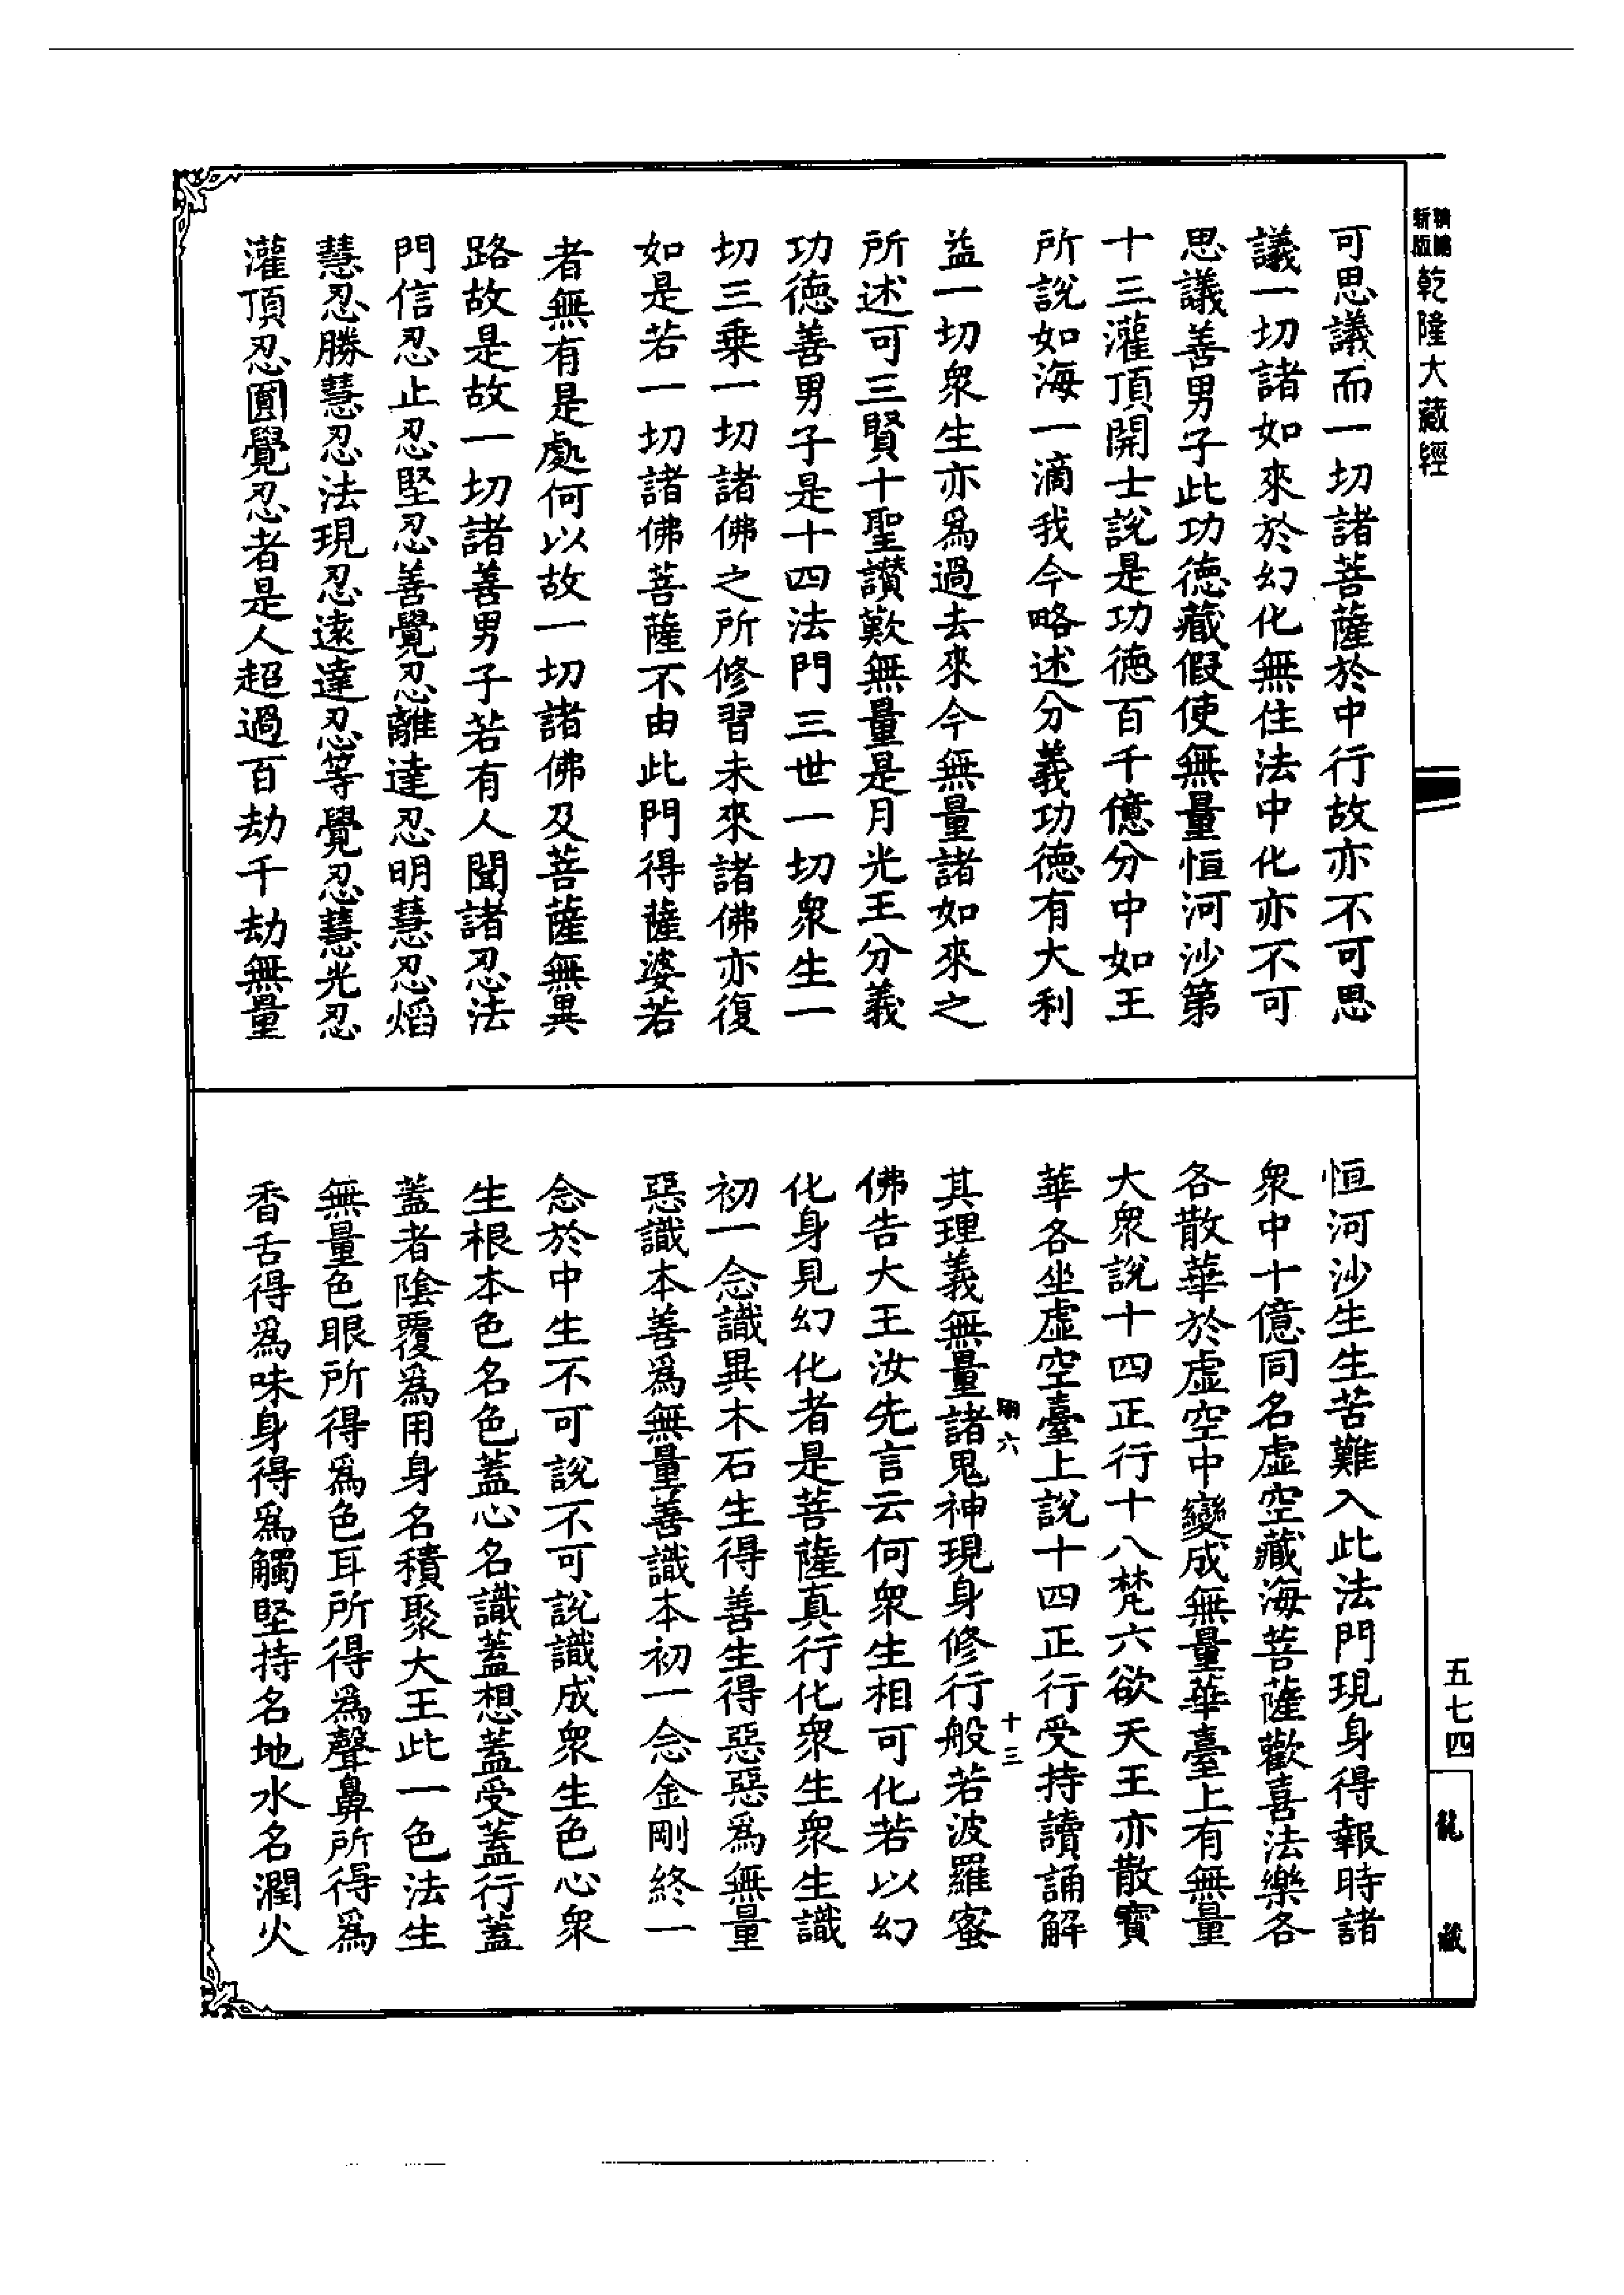 新編
新版
乾隆大藏經
可思議而一切諸菩薩於中行故亦不可思
議一切諸如來於幻化無住法中化亦不可
思議善男子此功德藏假使無量恒河沙第
十三灌頂開士說是功德百千億分中如王
所說如海一滴我今略述分義功德有大利
益一切衆生亦爲過去來今無量諸如來之
所述可三賢十聖讚歎無量是月光王分義
功德善男子是十四法門三世一切衆生一
切三乗一切諸佛之所修習未來諸佛亦復
如是若一切諸佛菩薩不由此門得薩婆若
者無有是處何以故一切諸佛及菩薩無異
路故是故一切諸善男子若有人聞諸忍法
門信忍止忍堅忍善覺忍離達忍明慧忍燄
慧忍勝慧忍法現忍遠達忍等覺忍慧光忍
灌頂忍圓覺忍者是人超過百劫千劫無量
恒河沙生生苦難入此法門現身得報時諸
衆中十億同名虛空藏海菩薩歡喜法樂各
各散華於虛空中變成無量華臺上有無量
大衆說十四正行十八梵六欲天王亦散寶
華各坐虛空臺上說十四正行受持讀誦解
翔六
十三
其理義無量諸鬼神現身修行般若波羅蜜
佛告大王汝先言云何衆生相可化若以幻
化身見幻化者是菩薩真行化衆生衆生識
初一念識異木石生得善生得惡惡爲無量
惡識本善爲無量善識本初一念金剛終一
念於中生不可說不可說識成衆生色心衆
生根本色名色蓋心名識蓋想蓋受蓋行蓋
蓋者陰覆爲用身名積聚大王此一色法生
無量色眼所得爲色耳所得爲聲鼻所得爲
香舌得爲味身得爲觸堅持名地水名潤火
五七四
龍藏